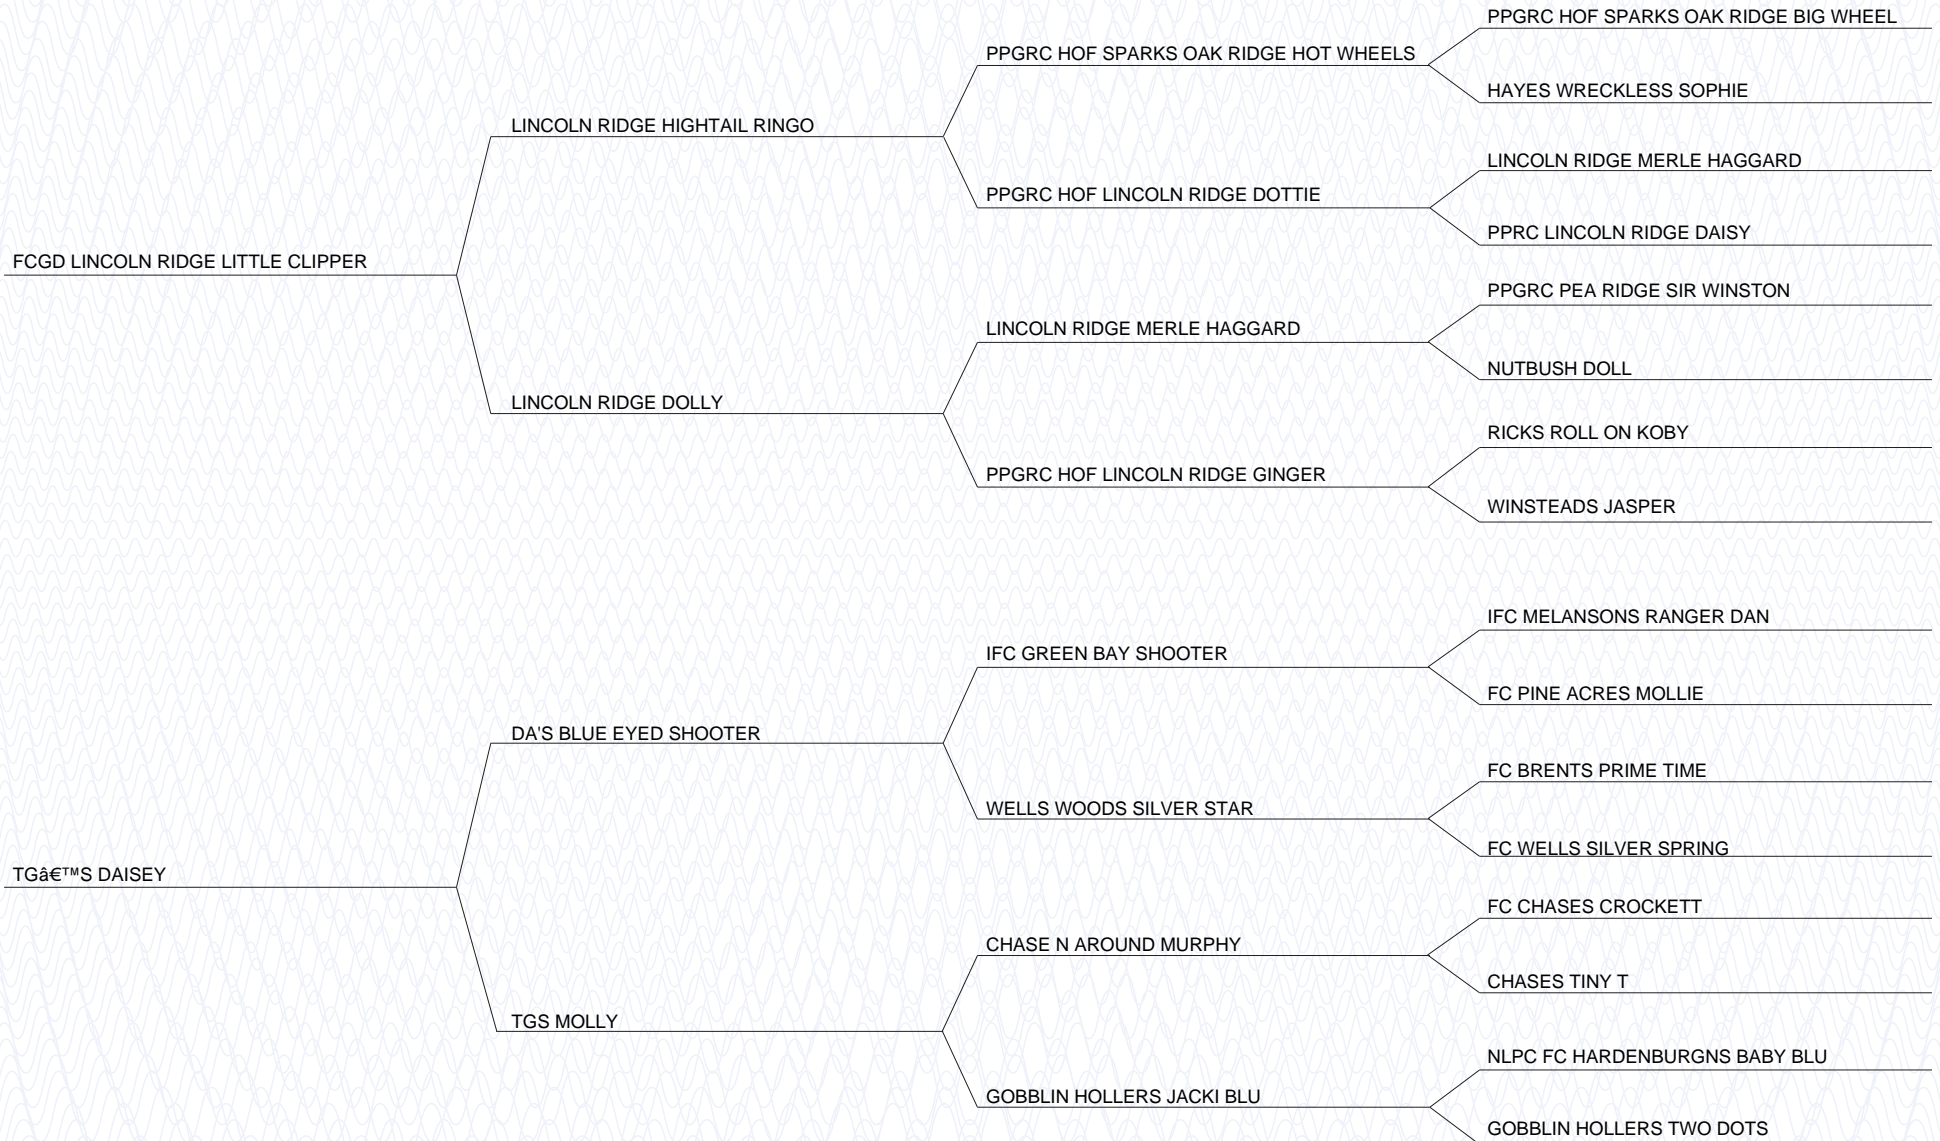 PPGRC HOF SPARKS OAK RIDGE BIG WHEEL
PPGRC HOF SPARKS OAK RIDGE HOT WHEELS
HAYES WRECKLESS SOPHIE
LINCOLN RIDGE HIGHTAIL RINGO
LINCOLN RIDGE MERLE HAGGARD
PPGRC HOF LINCOLN RIDGE DOTTIE
PPRC LINCOLN RIDGE DAISY
FCGD LINCOLN RIDGE LITTLE CLIPPER
PPGRC PEA RIDGE SIR WINSTON
LINCOLN RIDGE MERLE HAGGARD
NUTBUSH DOLL
LINCOLN RIDGE DOLLY
RICKS ROLL ON KOBY
PPGRC HOF LINCOLN RIDGE GINGER
WINSTEADS JASPER
IFC MELANSONS RANGER DAN
IFC GREEN BAY SHOOTER
FC PINE ACRES MOLLIE
DA'S BLUE EYED SHOOTER
FC BRENTS PRIME TIME
WELLS WOODS SILVER STAR
FC WELLS SILVER SPRING
TGâ€™S DAISEY
FC CHASES CROCKETT
CHASE N AROUND MURPHY
CHASES TINY T
TGS MOLLY
NLPC FC HARDENBURGNS BABY BLU
GOBBLIN HOLLERS JACKI BLU
GOBBLIN HOLLERS TWO DOTS